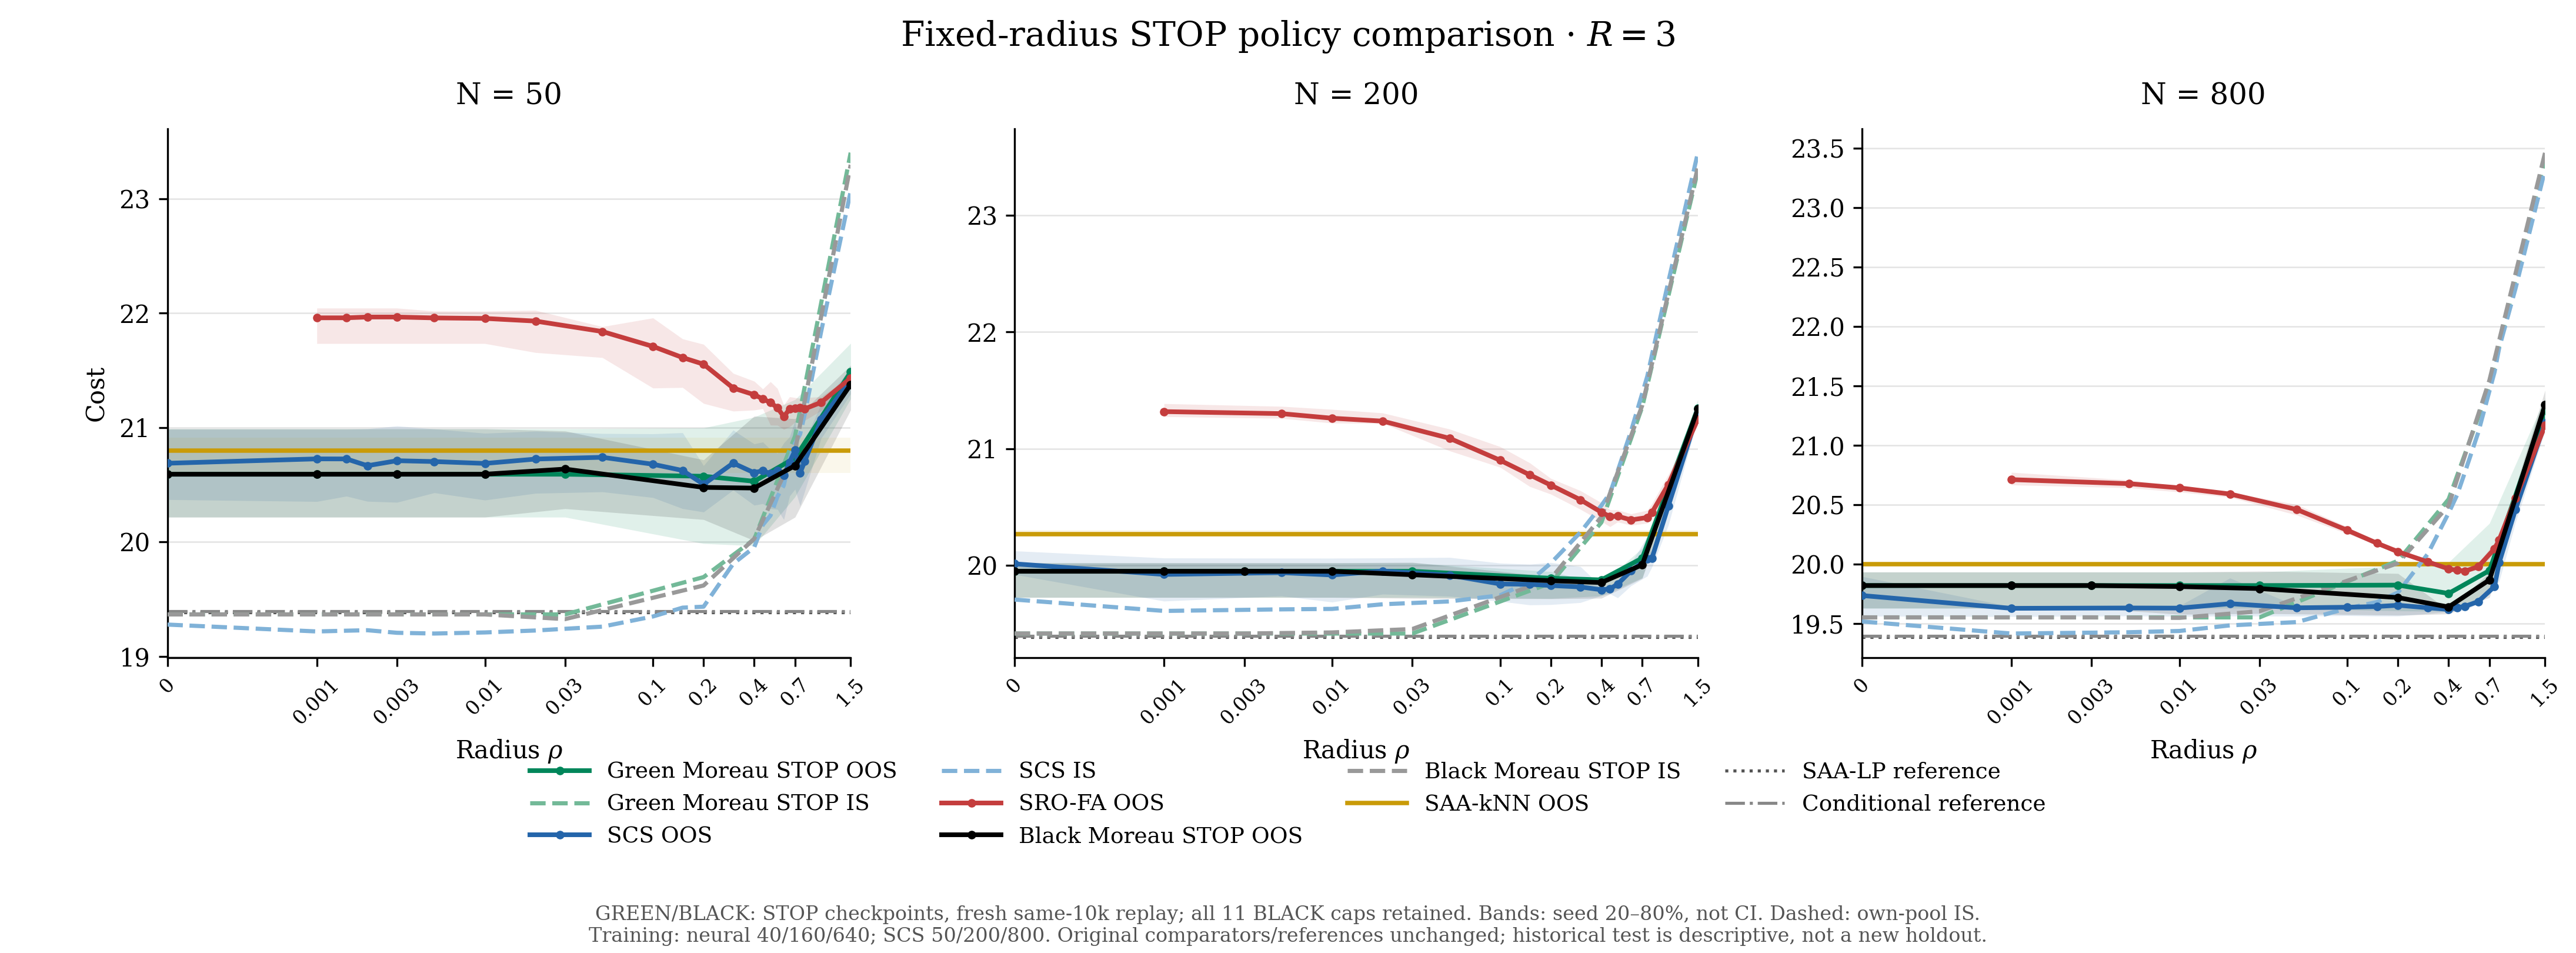 Fixed-radius STOP policy comparison · R = 3
N = 50
N = 200
N = 800
Cost
23
22
21
20
19
0
0.001
0.003
0.01
0.03
0.1
0.2
0.4
0.7
1.5
Radius ρ
23
22
21
20
0
0.001
0.003
0.01
0.03
0.1
0.2
0.4
0.7
1.5
Radius ρ
23.5
23.0
22.5
22.0
21.5
21.0
20.5
20.0
19.5
0
0.001
0.003
0.01
0.03
0.1
0.2
0.4
0.7
1.5
Radius ρ
Green Moreau STOP OOS
Green Moreau STOP IS
SCS OOS
SCS IS
SRO-FA OOS
Black Moreau STOP OOS
Black Moreau STOP IS
SAA-kNN OOS
SAA-LP reference
Conditional reference
GREEN/BLACK: STOP checkpoints, fresh same-10k replay; all 11 BLACK caps retained. Bands: seed 20–80%, not CI. Dashed: own-pool IS.
Training: neural 40/160/640; SCS 50/200/800. Original comparators/references unchanged; historical test is descriptive, not a new holdout.